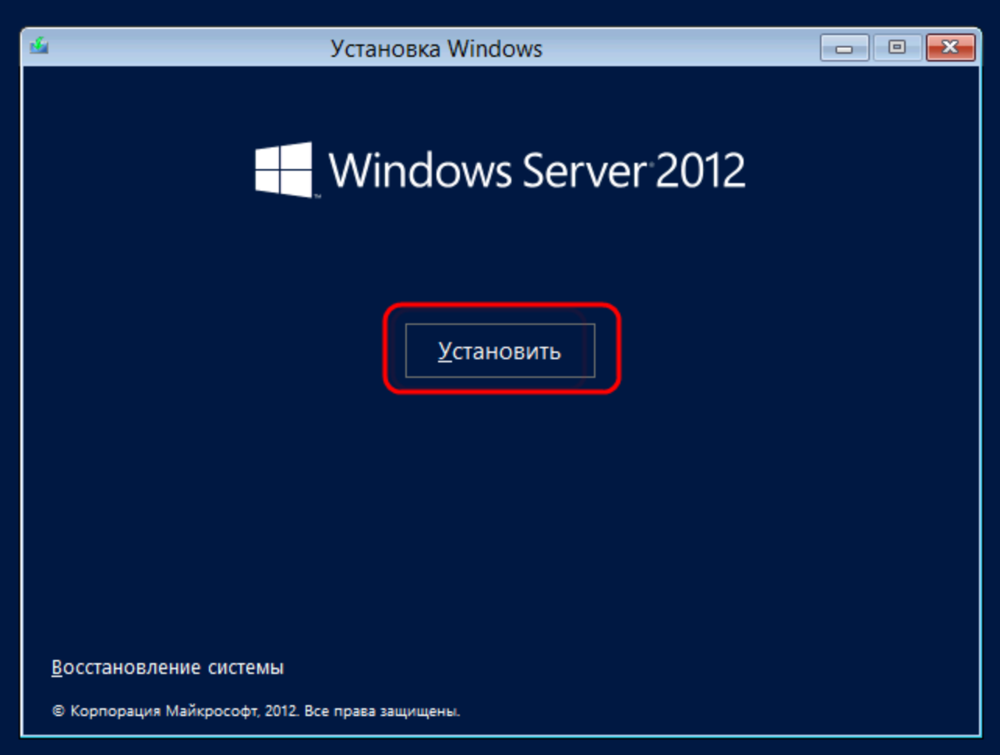 Установка Windows
Windows Server 2012
Установить
Восстановление системы
© Корпорация Майкрософт, 2012. Все права защищены.